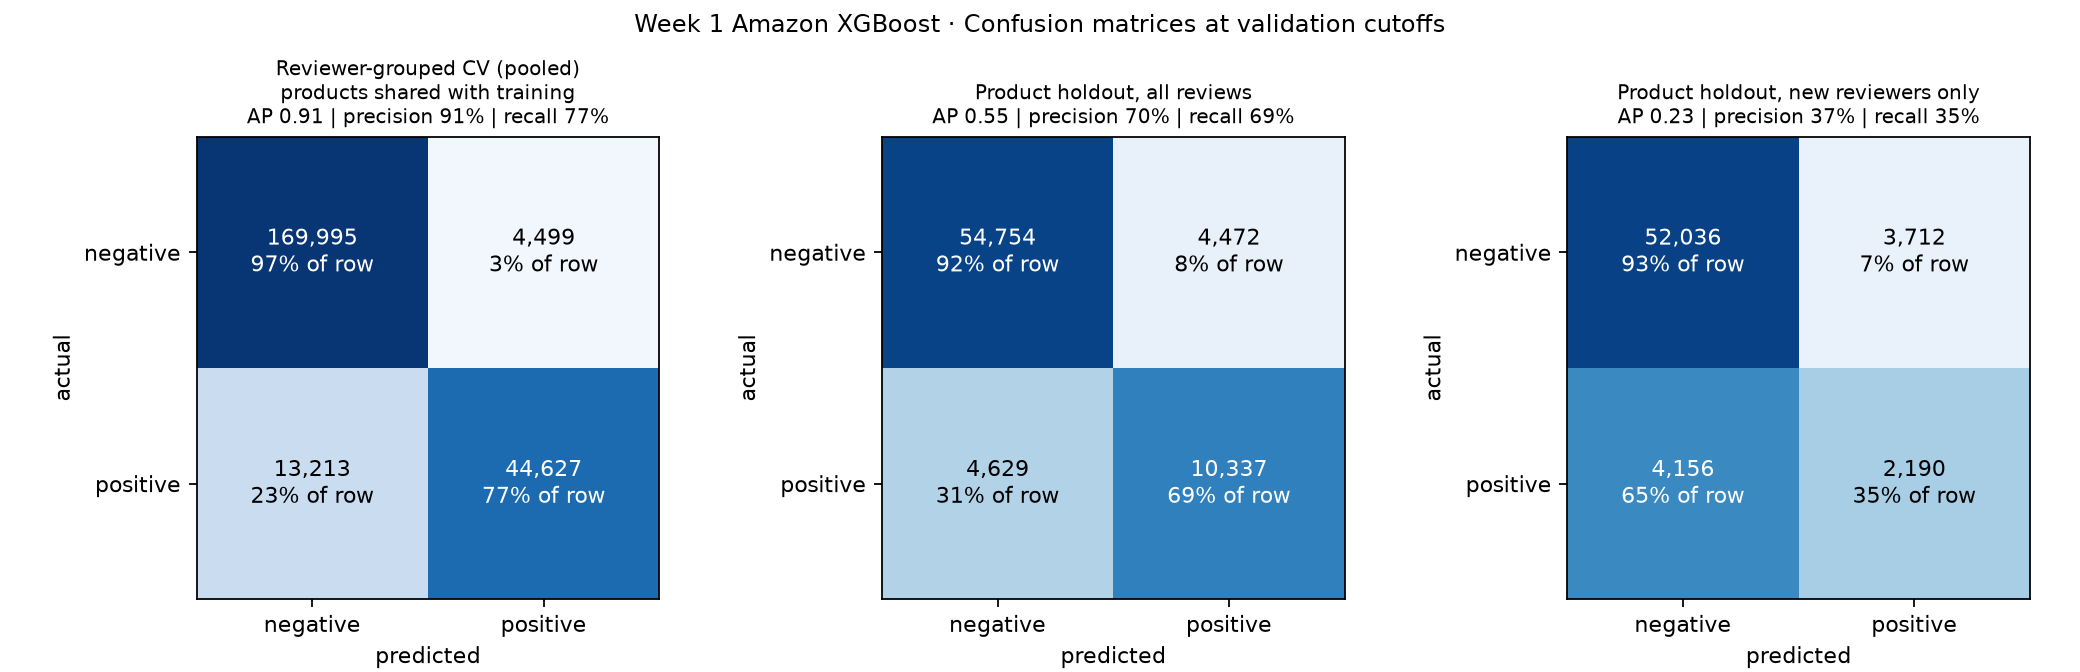 Week 1 Amazon XGBoost · Confusion matrices at validation cutoffs
Reviewer-grouped CV (pooled)
products shared with training
AP 0.91 | precision 91% | recall 77%
actual
negative
positive
169,995
97% of row
4,499
3% of row
13,213
23% of row
44,627
77% of row
negative
positive
predicted
Product holdout, all reviews
AP 0.55 | precision 70% | recall 69%
actual
negative
positive
54,754
92% of row
4,472
8% of row
4,629
31% of row
10,337
69% of row
negative
positive
predicted
Product holdout, new reviewers only
AP 0.23 | precision 37% | recall 35%
actual
negative
positive
52,036
93% of row
3,712
7% of row
4,156
65% of row
2,190
35% of row
negative
positive
predicted